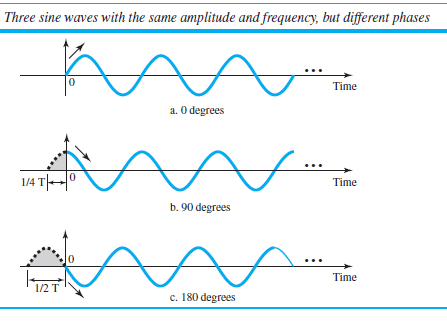 Three sine waves with the same amplitude and frequency, but different phases
0
...
Time
a. 0 degrees
1/4 T
0
...
Time
b. 90 degrees
0
...
Time
1/2 T
c. 180 degrees